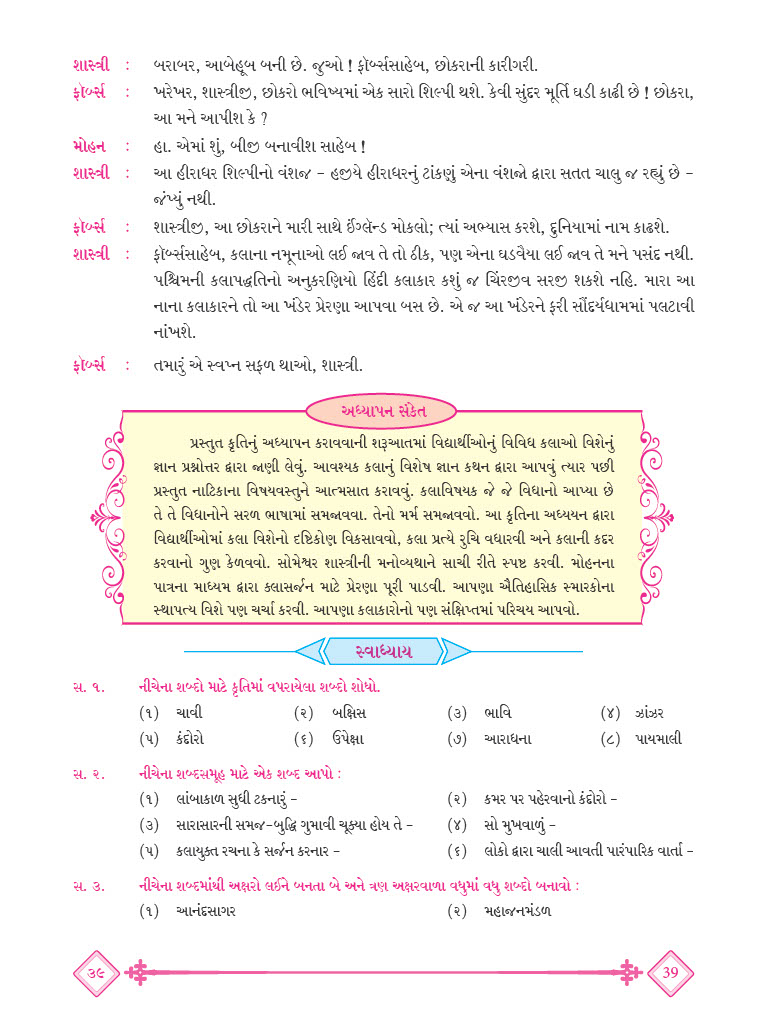 શાસ્ત્રી : બરાબર, આબેહૂબ બની છે. જુઓ ! ફૉર્બ્સસાહેબ, છોકરાની કારીગરી.
ફૉર્બ્સ : ખરેખર, શાસ્ત્રીજી, છોકરો ભવિષ્યમાં એક સારો શિલ્પી થશે. કેવી સુંદર મૂર્તિ ઘડી કાઢી છે ! છોકરા,
આ મને આપીશ કે ?
મોહન : હા. એમાં શું, બીજી બનાવીશ સાહેબ !
શાસ્ત્રી : આ હીરાધર શિલ્પીનો વંશજ – હજીયે હીરાધરનું ટાંકણું એના વંશજો દ્વારા સતત ચાલુ જ રહ્યું છે –
જંપ્યું નથી.
ફૉર્બ્સ : શાસ્ત્રીજી, આ છોકરાને મારી સાથે ઈંગ્લૅન્ડ મોકલો; ત્યાં અભ્યાસ કરશે, દુનિયામાં નામ કાઢશે.
શાસ્ત્રી : ફૉર્બ્સસાહેબ, કલાના નમૂનાઓ લઈ જાવ તે તો ઠીક, પણ એના ઘડવૈયા લઈ જાવ તે મને પસંદ નથી.
પશ્ચિમની કલાપદ્ધતિનો અનુકરણિયો હિંદી કલાકાર કશું જ ચિરંજીવ સરજી શકશે નહિ. મારા આ
નાના કલાકારને તો આ ખંડેર પ્રેરણા આપવા બસ છે. એ જ આ ખંડેરને ફરી સૌંદર્યધામમાં પલટાવી
નાંખશે.
ફૉર્બ્સ : તમારું એ સ્વપ્ન સફળ થાઓ, શાસ્ત્રી.
અધ્યાપન સંકેત
પ્રસ્તુત કૃતિનું અધ્યાપન કરાવવાની શરૂઆતમાં વિદ્યાર્થીઓનું વિવિધ કલાઓ વિશેનું
જ્ઞાન પ્રશ્નોત્તર દ્વારા જાણી લેવું. આવશ્યક કલાનું વિશેષ જ્ઞાન કથન દ્વારા આપવું ત્યાર પછી
પ્રસ્તુત નાટિકાના વિષયવસ્તુને આત્મસાત કરાવવું. કલાવિષયક જે જે વિધાનો આપ્યા છે
તે તે વિધાનોને સરળ ભાષામાં સમજાવવા. તેનો મર્મ સમજાવવો. આ કૃતિના અધ્યયન દ્વારા
વિદ્યાર્થીઓમાં કલા વિશેનો દૃષ્ટિકોણ વિકસાવવો, કલા પ્રત્યે રુચિ વધારવી અને કલાની કદર
કરવાનો ગુણ કેળવવો. સોમેશ્વર શાસ્ત્રીની મનોવ્યથાને સાચી રીતે સ્પષ્ટ કરવી. મોહનના
પાત્રના માધ્યમ દ્વારા કલાસર્જન માટે પ્રેરણા પૂરી પાડવી. આપણા ઐતિહાસિક સ્મારકોના
સ્થાપત્ય વિશે પણ ચર્ચા કરવી. આપણા કલાકારોનો પણ સંક્ષિપ્તમાં પરિચય આપવો.
સ્વાધ્યાય
સ. ૧. નીચેના શબ્દો માટે કૃતિમાં વપરાયેલા શબ્દો શોધો.
(૧) ચાવી (૨) બક્ષિસ (૩) ભાવિ (૪) ઝાંઝર
(૫) કંદોરો (૬) ઉપેક્ષા (૭) આરાધના (૮) પાયમાલી
સ. ૨. નીચેના શબ્દસમૂહ માટે એક શબ્દ આપો :
(૧) લાંબાકાળ સુધી ટકનારું – (૨) કમર પર પહેરવાનો કંદોરો –
(૩) સારાસારની સમજ-બુદ્ધિ ગુમાવી ચૂક્યા હોય તે – (૪) સો મુખવાળું –
(૫) કલાયુક્ત રચના કે સર્જન કરનાર – (૬) લોકો દ્વારા ચાલી આવતી પારંપારિક વાર્તા –
સ. ૩. નીચેના શબ્દમાંથી અક્ષરો લઈને બનતા બે અને ત્રણ અક્ષરવાળા વધુમાં વધુ શબ્દો બનાવો :
(૧) આનંદસાગર (૨) મહાજનમંડળ
૩૯ 39